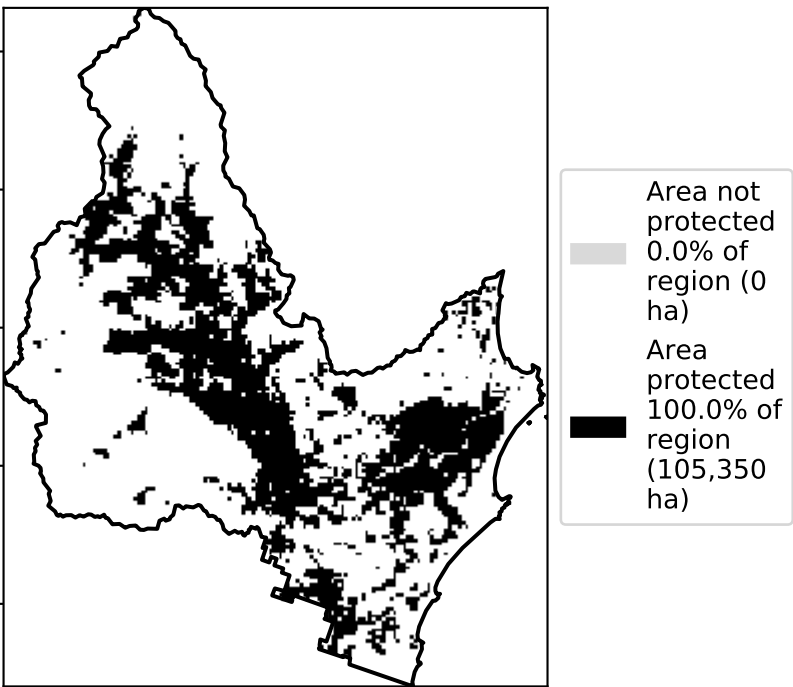 Area not
protected
0.0% of
region (0
ha)
Area
protected
100.0% of
region
(105,350
ha)